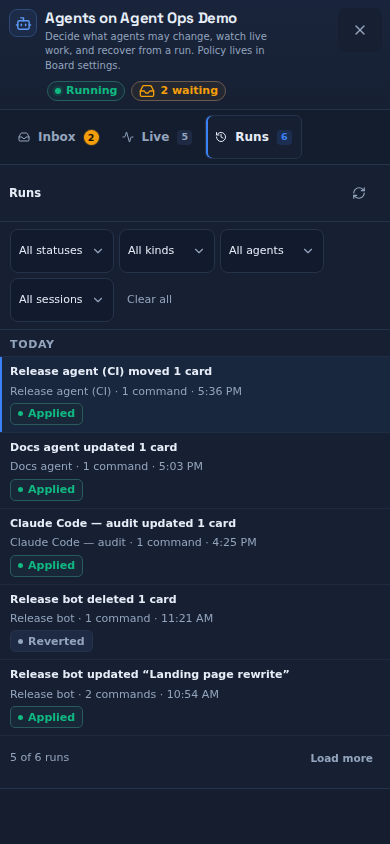 Agents on Agent Ops Demo
Decide what agents may change, watch live
work, and recover from a run. Policy lives in
Board settings.
Running
2 waiting
Inbox 2
Live 5
Runs 6
Runs
All statuses
All kinds
All agents
All sessions
Clear all
TODAY
Release agent (CI) moved 1 card
Release agent (CI) · 1 command · 5:36 PM
Applied
Docs agent updated 1 card
Docs agent · 1 command · 5:03 PM
Applied
Claude Code — audit updated 1 card
Claude Code — audit · 1 command · 4:25 PM
Applied
Release bot deleted 1 card
Release bot · 1 command · 11:21 AM
Reverted
Release bot updated “Landing page rewrite”
Release bot · 2 commands · 10:54 AM
Applied
5 of 6 runs
Load more